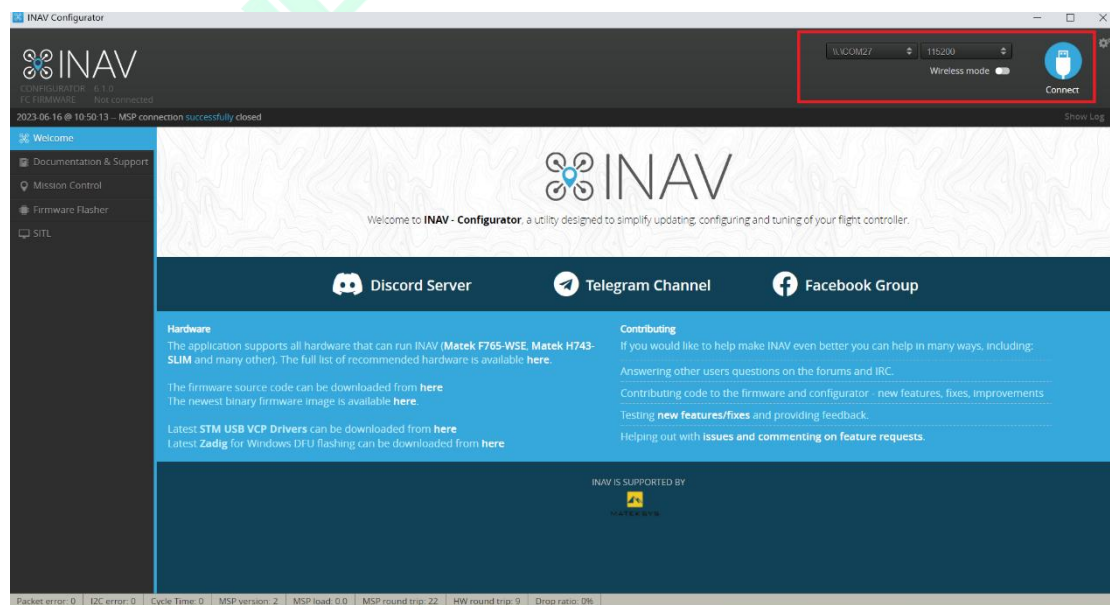 INAV Configurator
INAV
CONFIGURATOR 6.1.0
FC FIRMWARE Not connected
\\.\COM27
115200
Wireless mode
Connect
2023-06-16 @ 10:50:13 -- MSP connection successfully closed
Show Log
Welcome
Documentation & Support
Mission Control
Firmware Flasher
SITL
INAV
Welcome to INAV - Configurator, a utility designed to simplify updating, configuring and tuning of your flight controller.
Discord Server
Telegram Channel
Facebook Group
Hardware
The application supports all hardware that can run INAV (Matek F765-WSE, Matek H743-
SLIM and many other). The full list of recommended hardware is available here.
The firmware source code can be downloaded from here
The newest binary firmware image is available here.
Latest STM USB VCP Drivers can be downloaded from here
Latest Zadig for Windows DFU flashing can be downloaded from here
Contributing
If you would like to help make INAV even better you can help in many ways, including:
Answering other users questions on the forums and IRC.
Contributing code to the firmware and configurator - new features, fixes, improvements
Testing new features/fixes and providing feedback.
Helping out with issues and commenting on feature requests.
INAV IS SUPPORTED BY
MATEKSYS
Packet error: 0 I2C error: 0 Cycle Time: 0 MSP version: 2 MSP load: 0.0 MSP round trip: 22 HW round trip: 9 Drop ratio: 0%